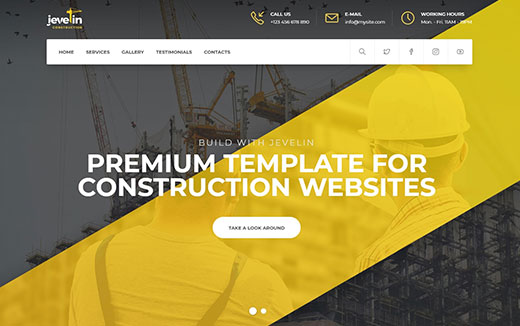 jevelin
CONSTRUCTION
CALL US
+123 456 678 890
E-MAIL
info@mysite.com
WORKING HOURS
Mon. - Fri. 11AM -
HOME SERVICES GALLERY TESTIMONIALS CONTACTS
BUILD WITH JEVELIN
PREMIUM TEMPLATE FOR
CONSTRUCTION WEBSITES
TAKE A LOOK AROUND